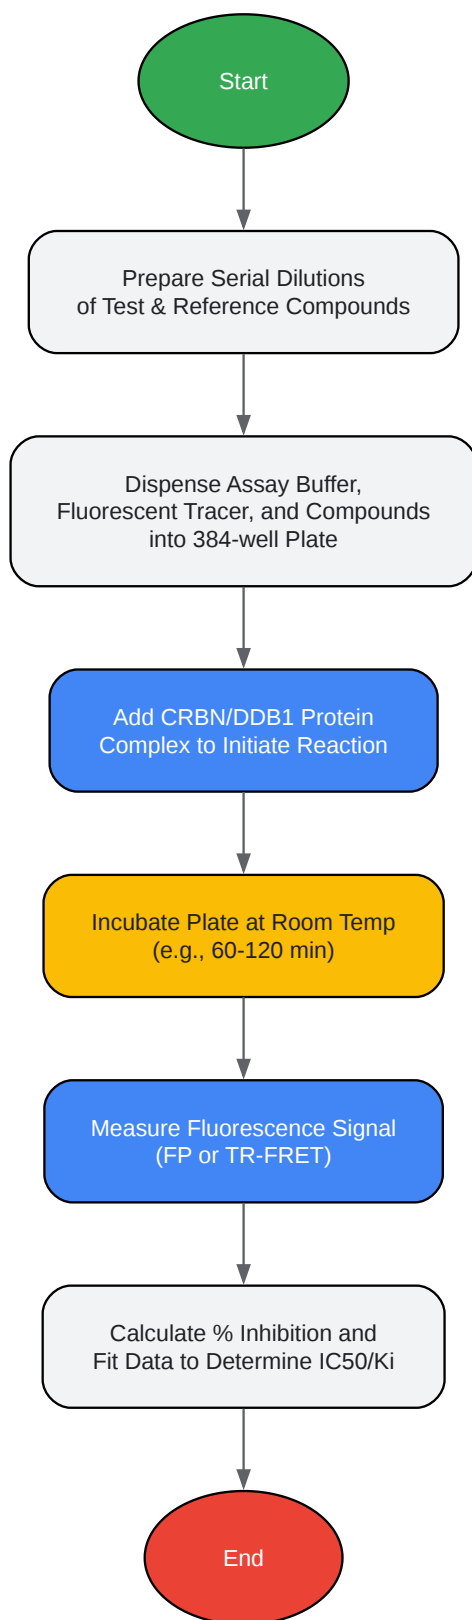 Start
Prepare Serial Dilutions
of Test & Reference Compounds
Dispense Assay Buffer,
Fluorescent Tracer, and Compounds
into 384-well Plate
Add CRBN/DDB1 Protein
Complex to Initiate Reaction
Incubate Plate at Room Temp
(e.g., 60-120 min)
Measure Fluorescence Signal
(FP or TR-FRET)
Calculate % Inhibition and
Fit Data to Determine IC50/Ki
End